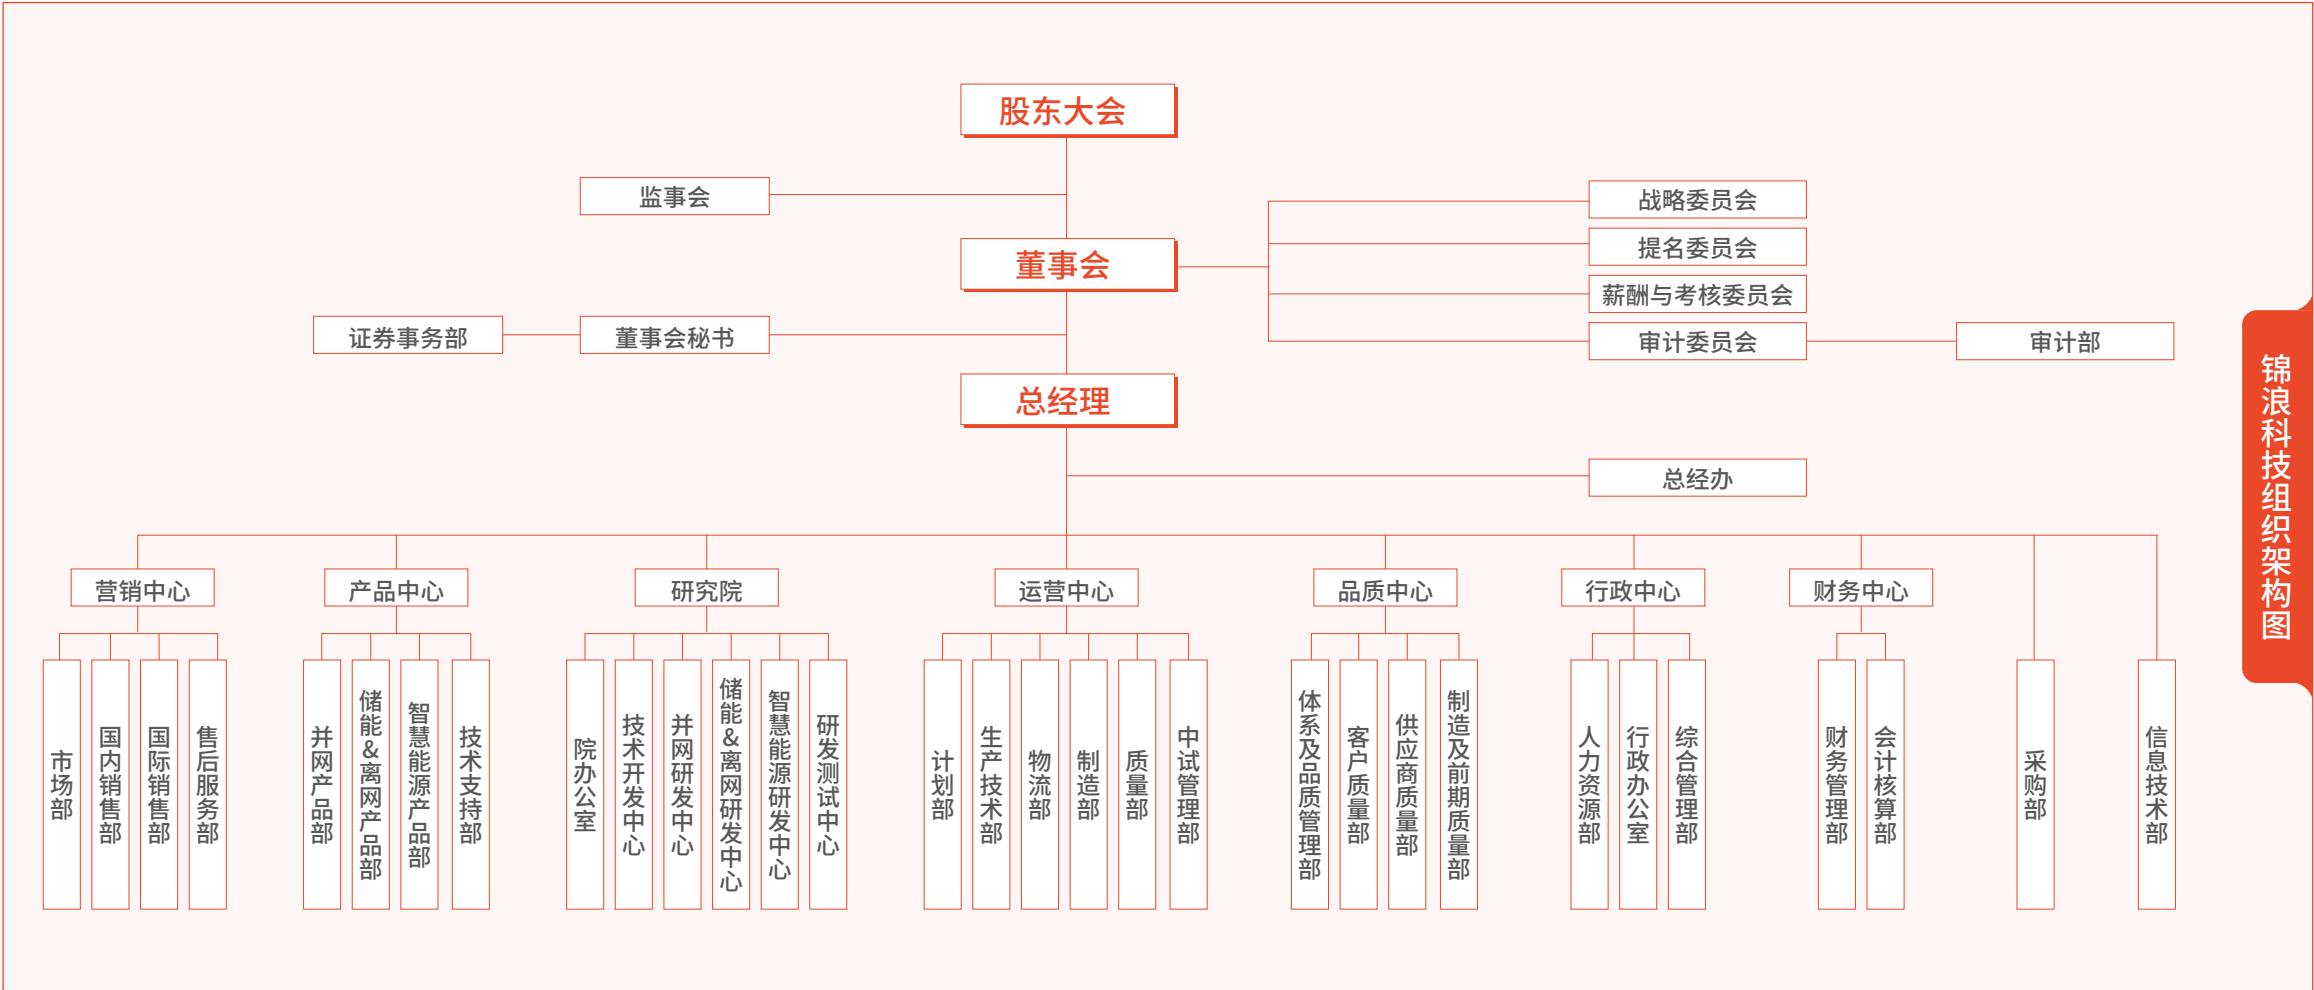 股东大会
监事会
战略委员会
董事会
提名委员会
薪酬与考核委员会
证券事务部
董事会秘书
审计委员会
审计部
总经理
总经办
营销中心
产品中心
研究院
运营中心
品质中心
行政中心
财务中心
市场部
国内销售部
国际销售部
售后服务部
并网产品部
储能&离网产品部
智慧能源产品部
技术支持部
院办公室
技术开发中心
并网研发中心
储能&离网研发中心
智慧能源研发中心
研发测试中心
计划部
生产技术部
物流部
制造部
质量部
中试管理部
体系及品质管理部
客户质量部
供应商质量部
制造及前期质量部
人力资源部
行政办公室
综合管理部
财务管理部
会计核算部
采购部
信息技术部
锦浪科技组织架构图